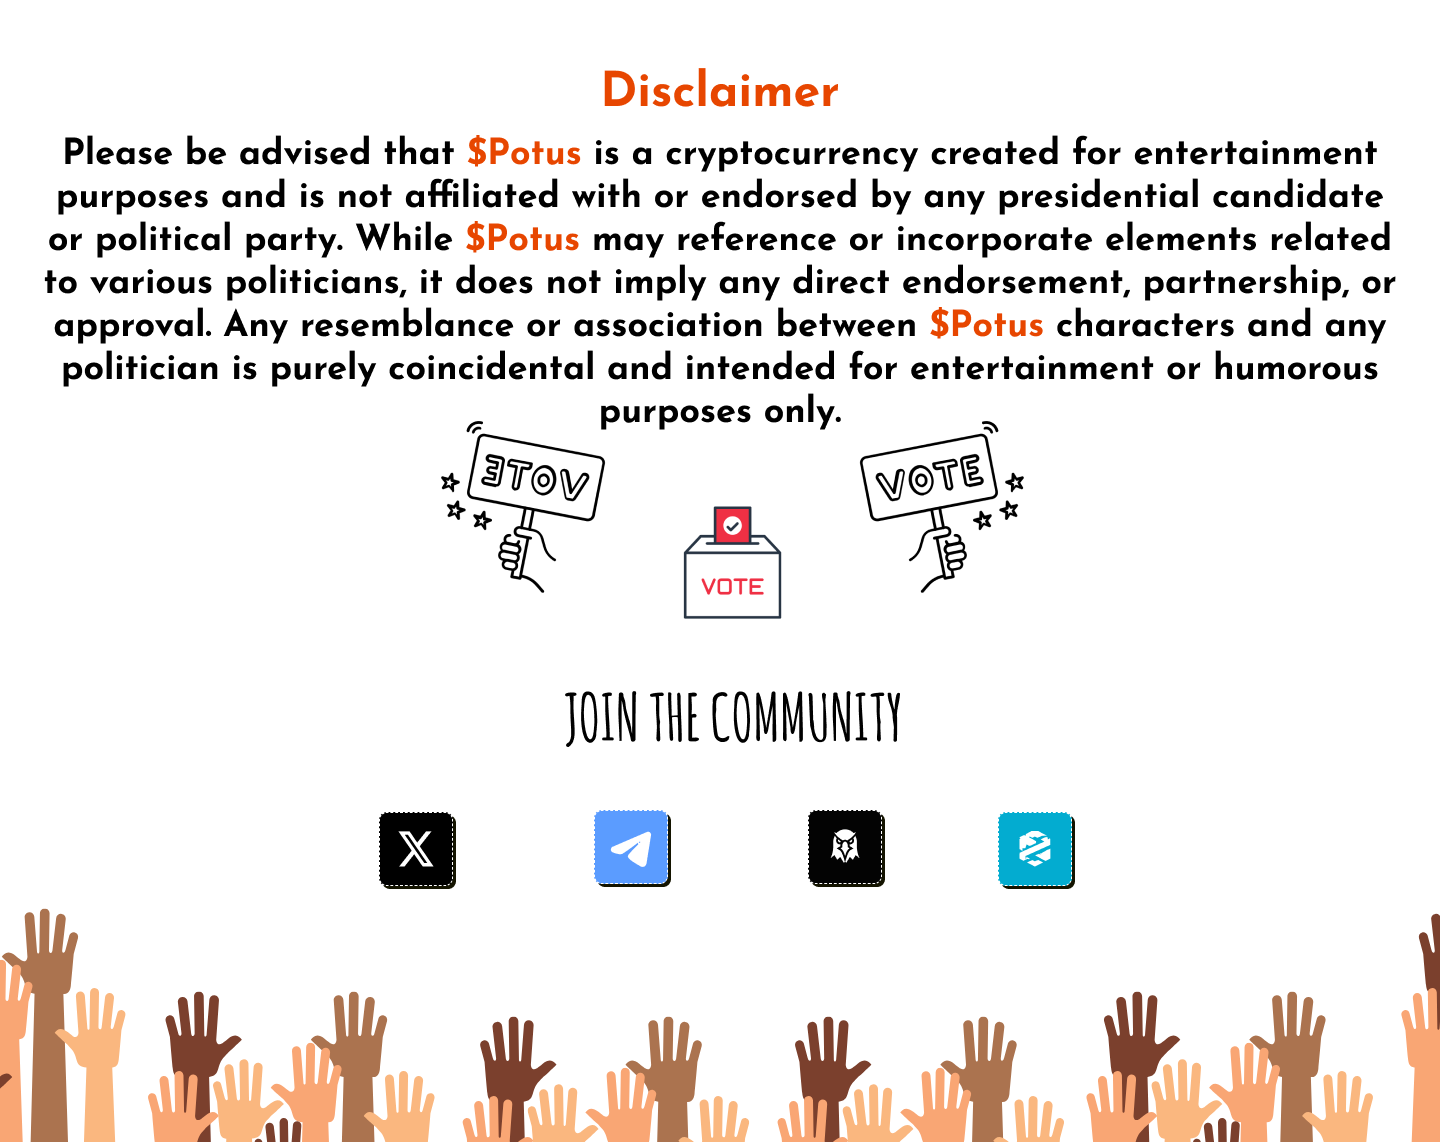 Disclaimer
Please be advised that $Potus is a cryptocurrency created for entertainment
purposes and is not affiliated with or endorsed by any presidential candidate
or political party. While $Potus may reference or incorporate elements related
to various politicians, it does not imply any direct endorsement, partnership, or
approval. Any resemblance or association between $Potus characters and any
politician is purely coincidental and intended for entertainment or humorous
purposes only.
VOTE
VOTE
VOTE
JOIN THE COMMUNITY